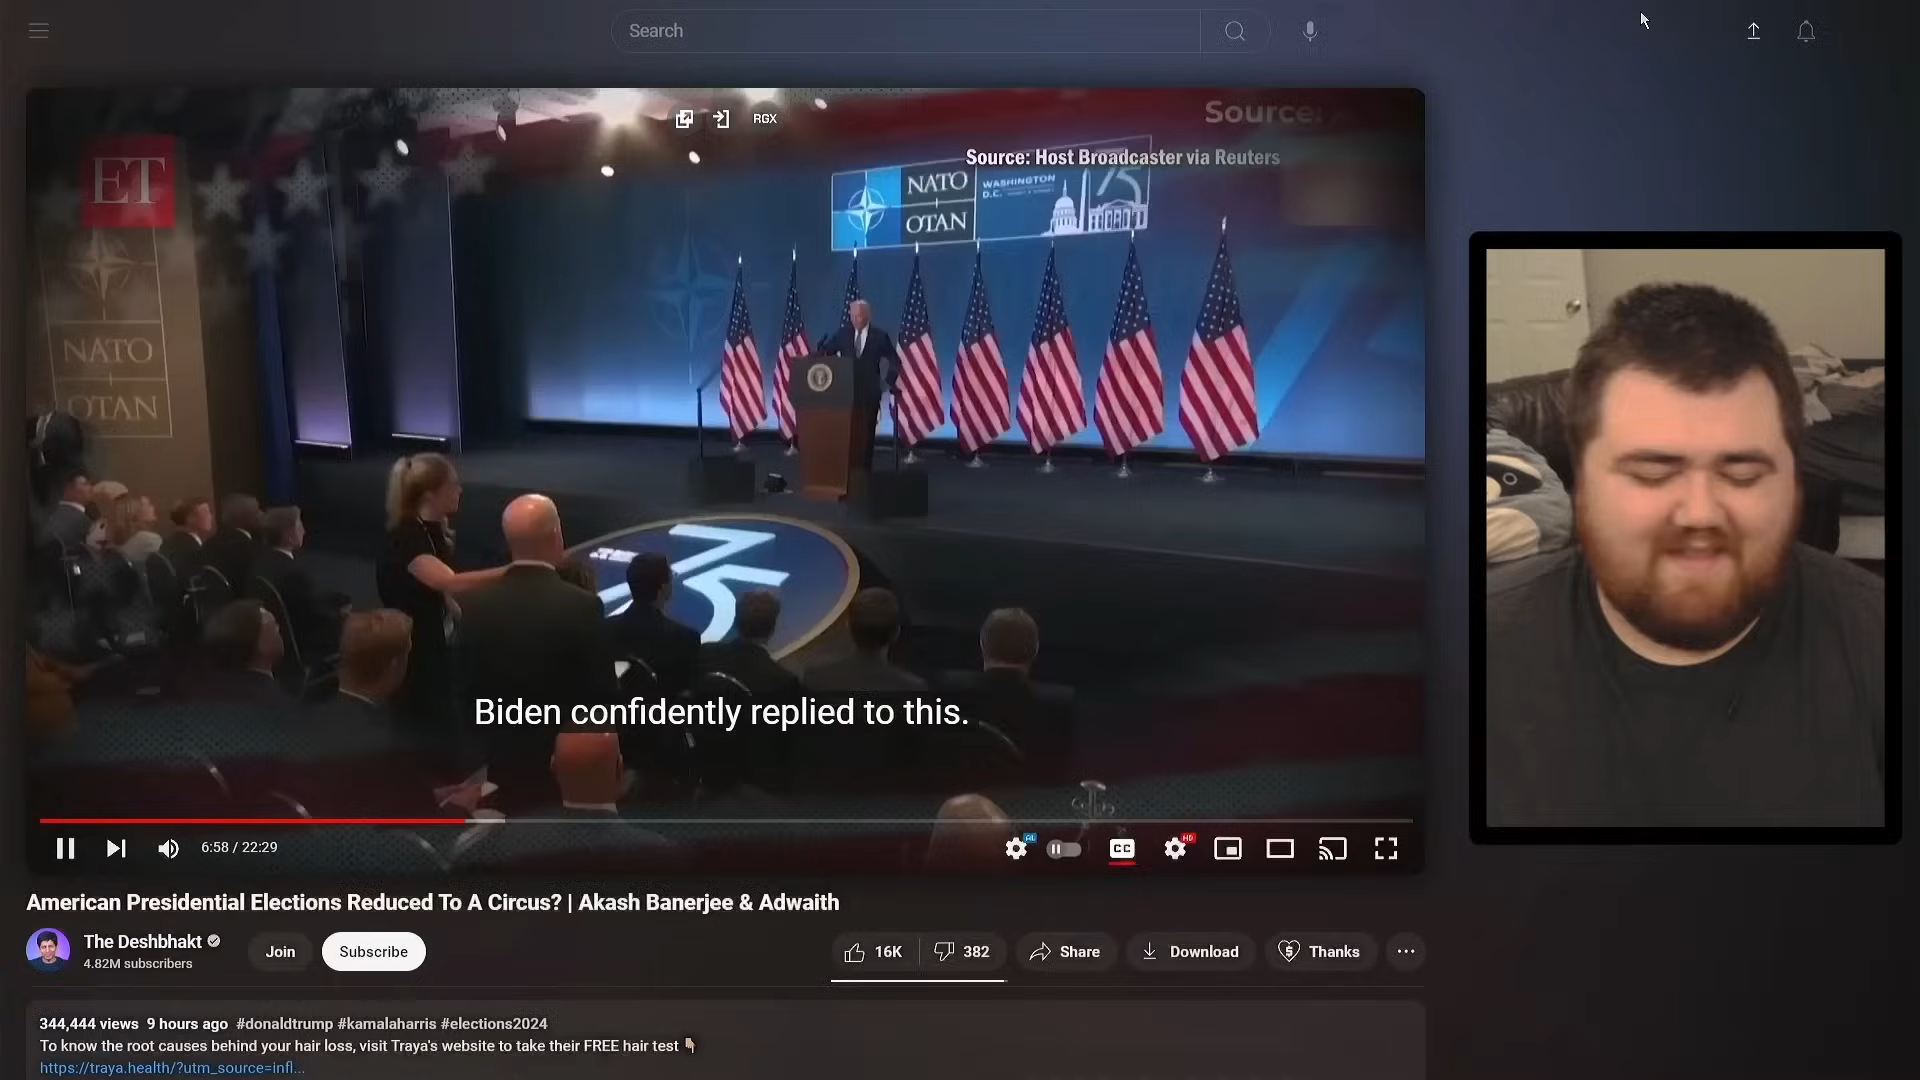 Search
RGX
Source:
Source: Host Broadcaster via Reuters
ET
NATO
OTAN
WASHINGTON
D.C.
75
NATO
OTAN
75
Biden confidently replied to this.
6:58 / 22:29
CC
HD
American Presidential Elections Reduced To A Circus? | Akash Banerjee & Adwaith
The Deshbhakt
4.82M subscribers
Join
Subscribe
16K
382
Share
Download
Thanks
344,444 views 9 hours ago #donaldtrump #kamalaharris #elections2024
To know the root causes behind your hair loss, visit Traya's website to take their FREE hair test
https://traya.health/?utm_source=infl...